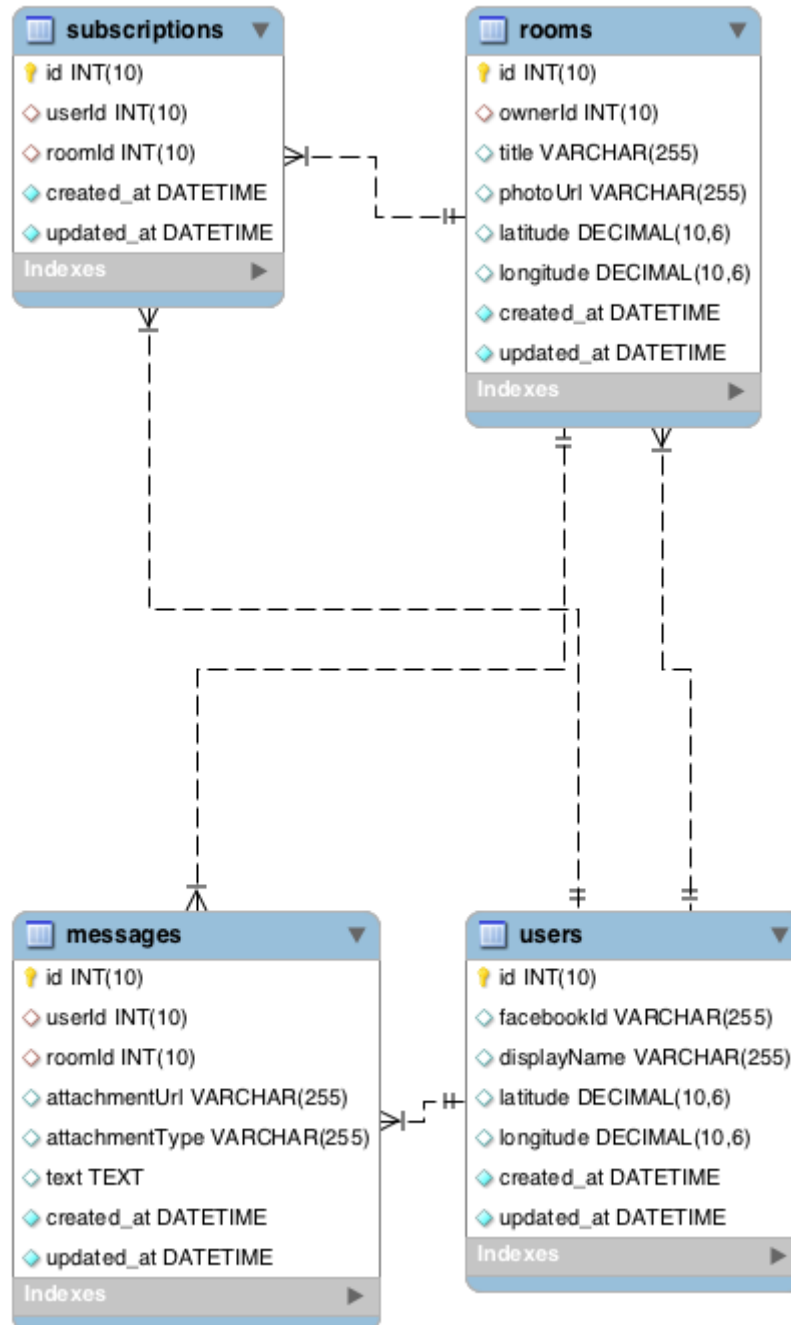 subscriptions
id INT(10)
userId INT(10)
roomId INT(10)
created_at DATETIME
updated_at DATETIME
Indexes
rooms
id INT(10)
ownerId INT(10)
title VARCHAR(255)
photoUrl VARCHAR(255)
latitude DECIMAL(10,6)
longitude DECIMAL(10,6)
created_at DATETIME
updated_at DATETIME
Indexes
messages
id INT(10)
userId INT(10)
roomId INT(10)
attachmentUrl VARCHAR(255)
attachmentType VARCHAR(255)
text TEXT
created_at DATETIME
updated_at DATETIME
Indexes
users
id INT(10)
facebookId VARCHAR(255)
displayName VARCHAR(255)
latitude DECIMAL(10,6)
longitude DECIMAL(10,6)
created_at DATETIME
updated_at DATETIME
Indexes